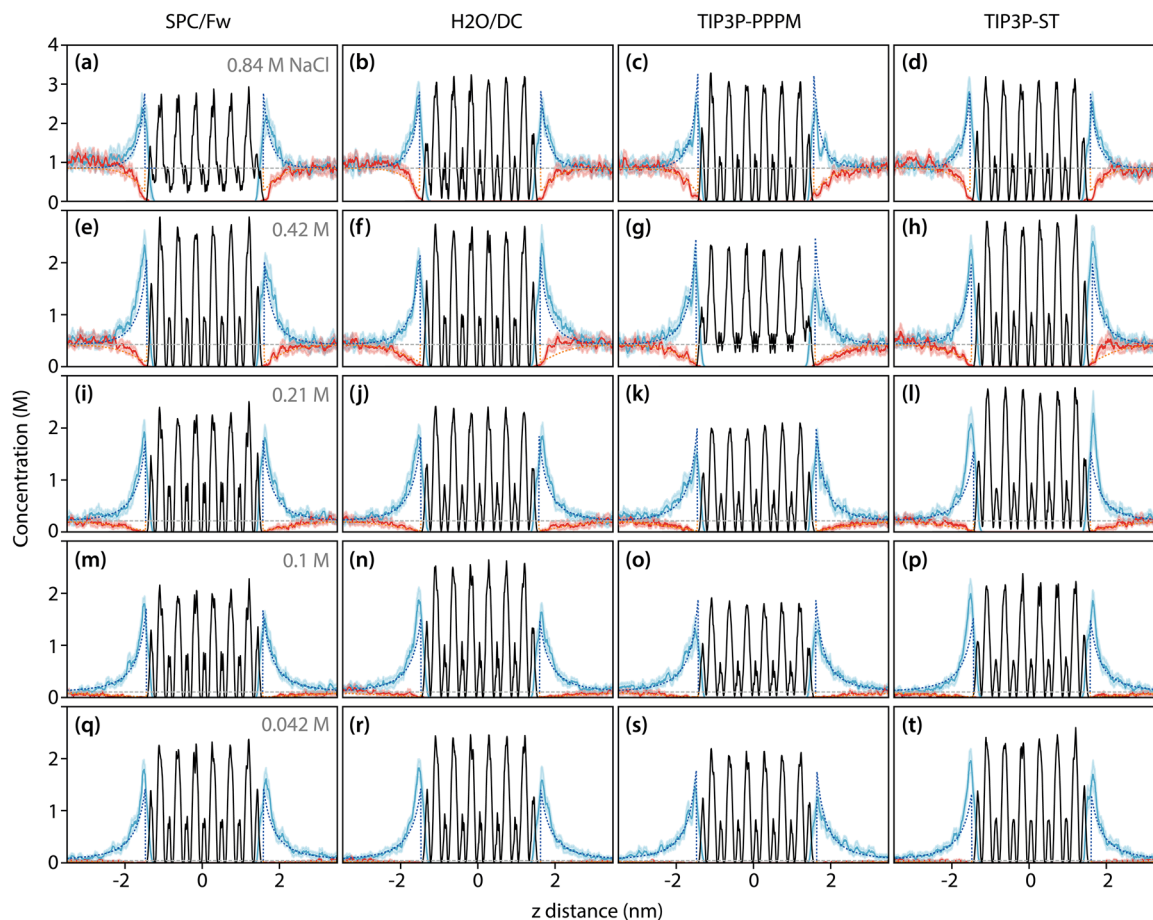 SPC/Fw H2O/DC TIP3P-PPPM TIP3P-ST
4 (a) 0.84 M NaCl (b) (c) (d)
3
2
1
0
(e) 0.42 M (f) (g) (h)
2
1
0
(i) 0.21 M (j) (k) (l)
2
1
0
Concentration (M)
(m) 0.1 M (n) (o) (p)
2
1
0
(q) 0.042 M (r) (s) (t)
2
1
0
-2 0 2 -2 0 2 -2 0 2 -2 0 2
z distance (nm)